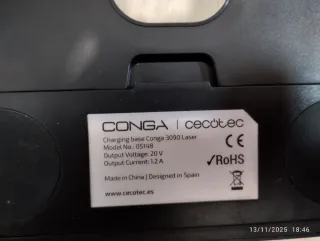 CONGA | cecotec
Charging base Conga 3090 Laser
Model No.: 05148
Output Voltage: 20 V
Output Current: 1.2 A
CE
✓RoHS
Made in China | Designed in Spain
www.cecotec.es
13/11/2025 · 18:46